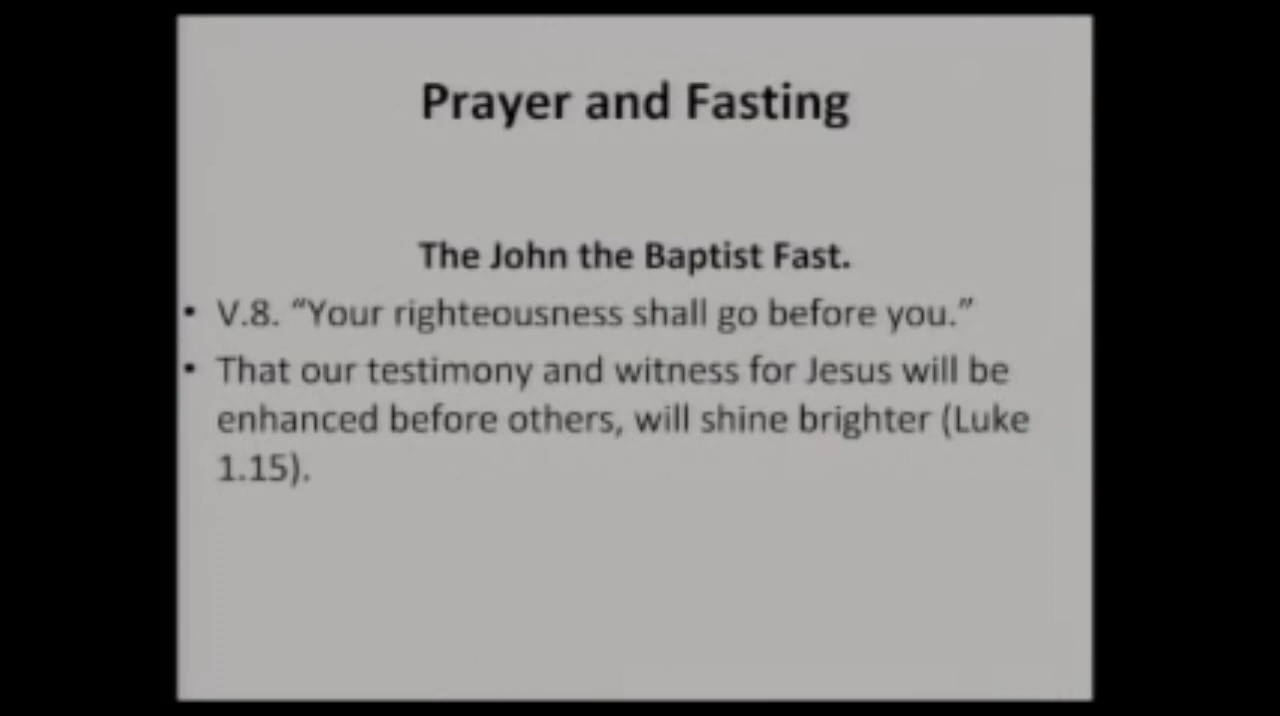 Prayer and Fasting
The John the Baptist Fast.
• V.8. “Your righteousness shall go before you.”
• That our testimony and witness for Jesus will be
enhanced before others, will shine brighter (Luke
1.15).